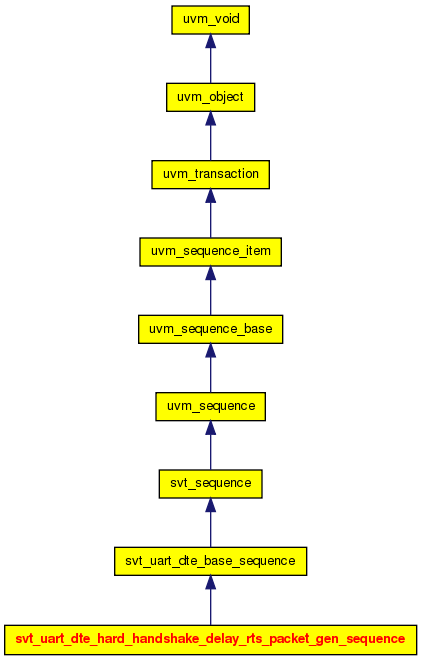 uvm_void
uvm_object
uvm_transaction
uvm_sequence_item
uvm_sequence_base
uvm_sequence
svt_sequence
svt_uart_dte_base_sequence
svt_uart_dte_hard_handshake_delay_rts_packet_gen_sequence